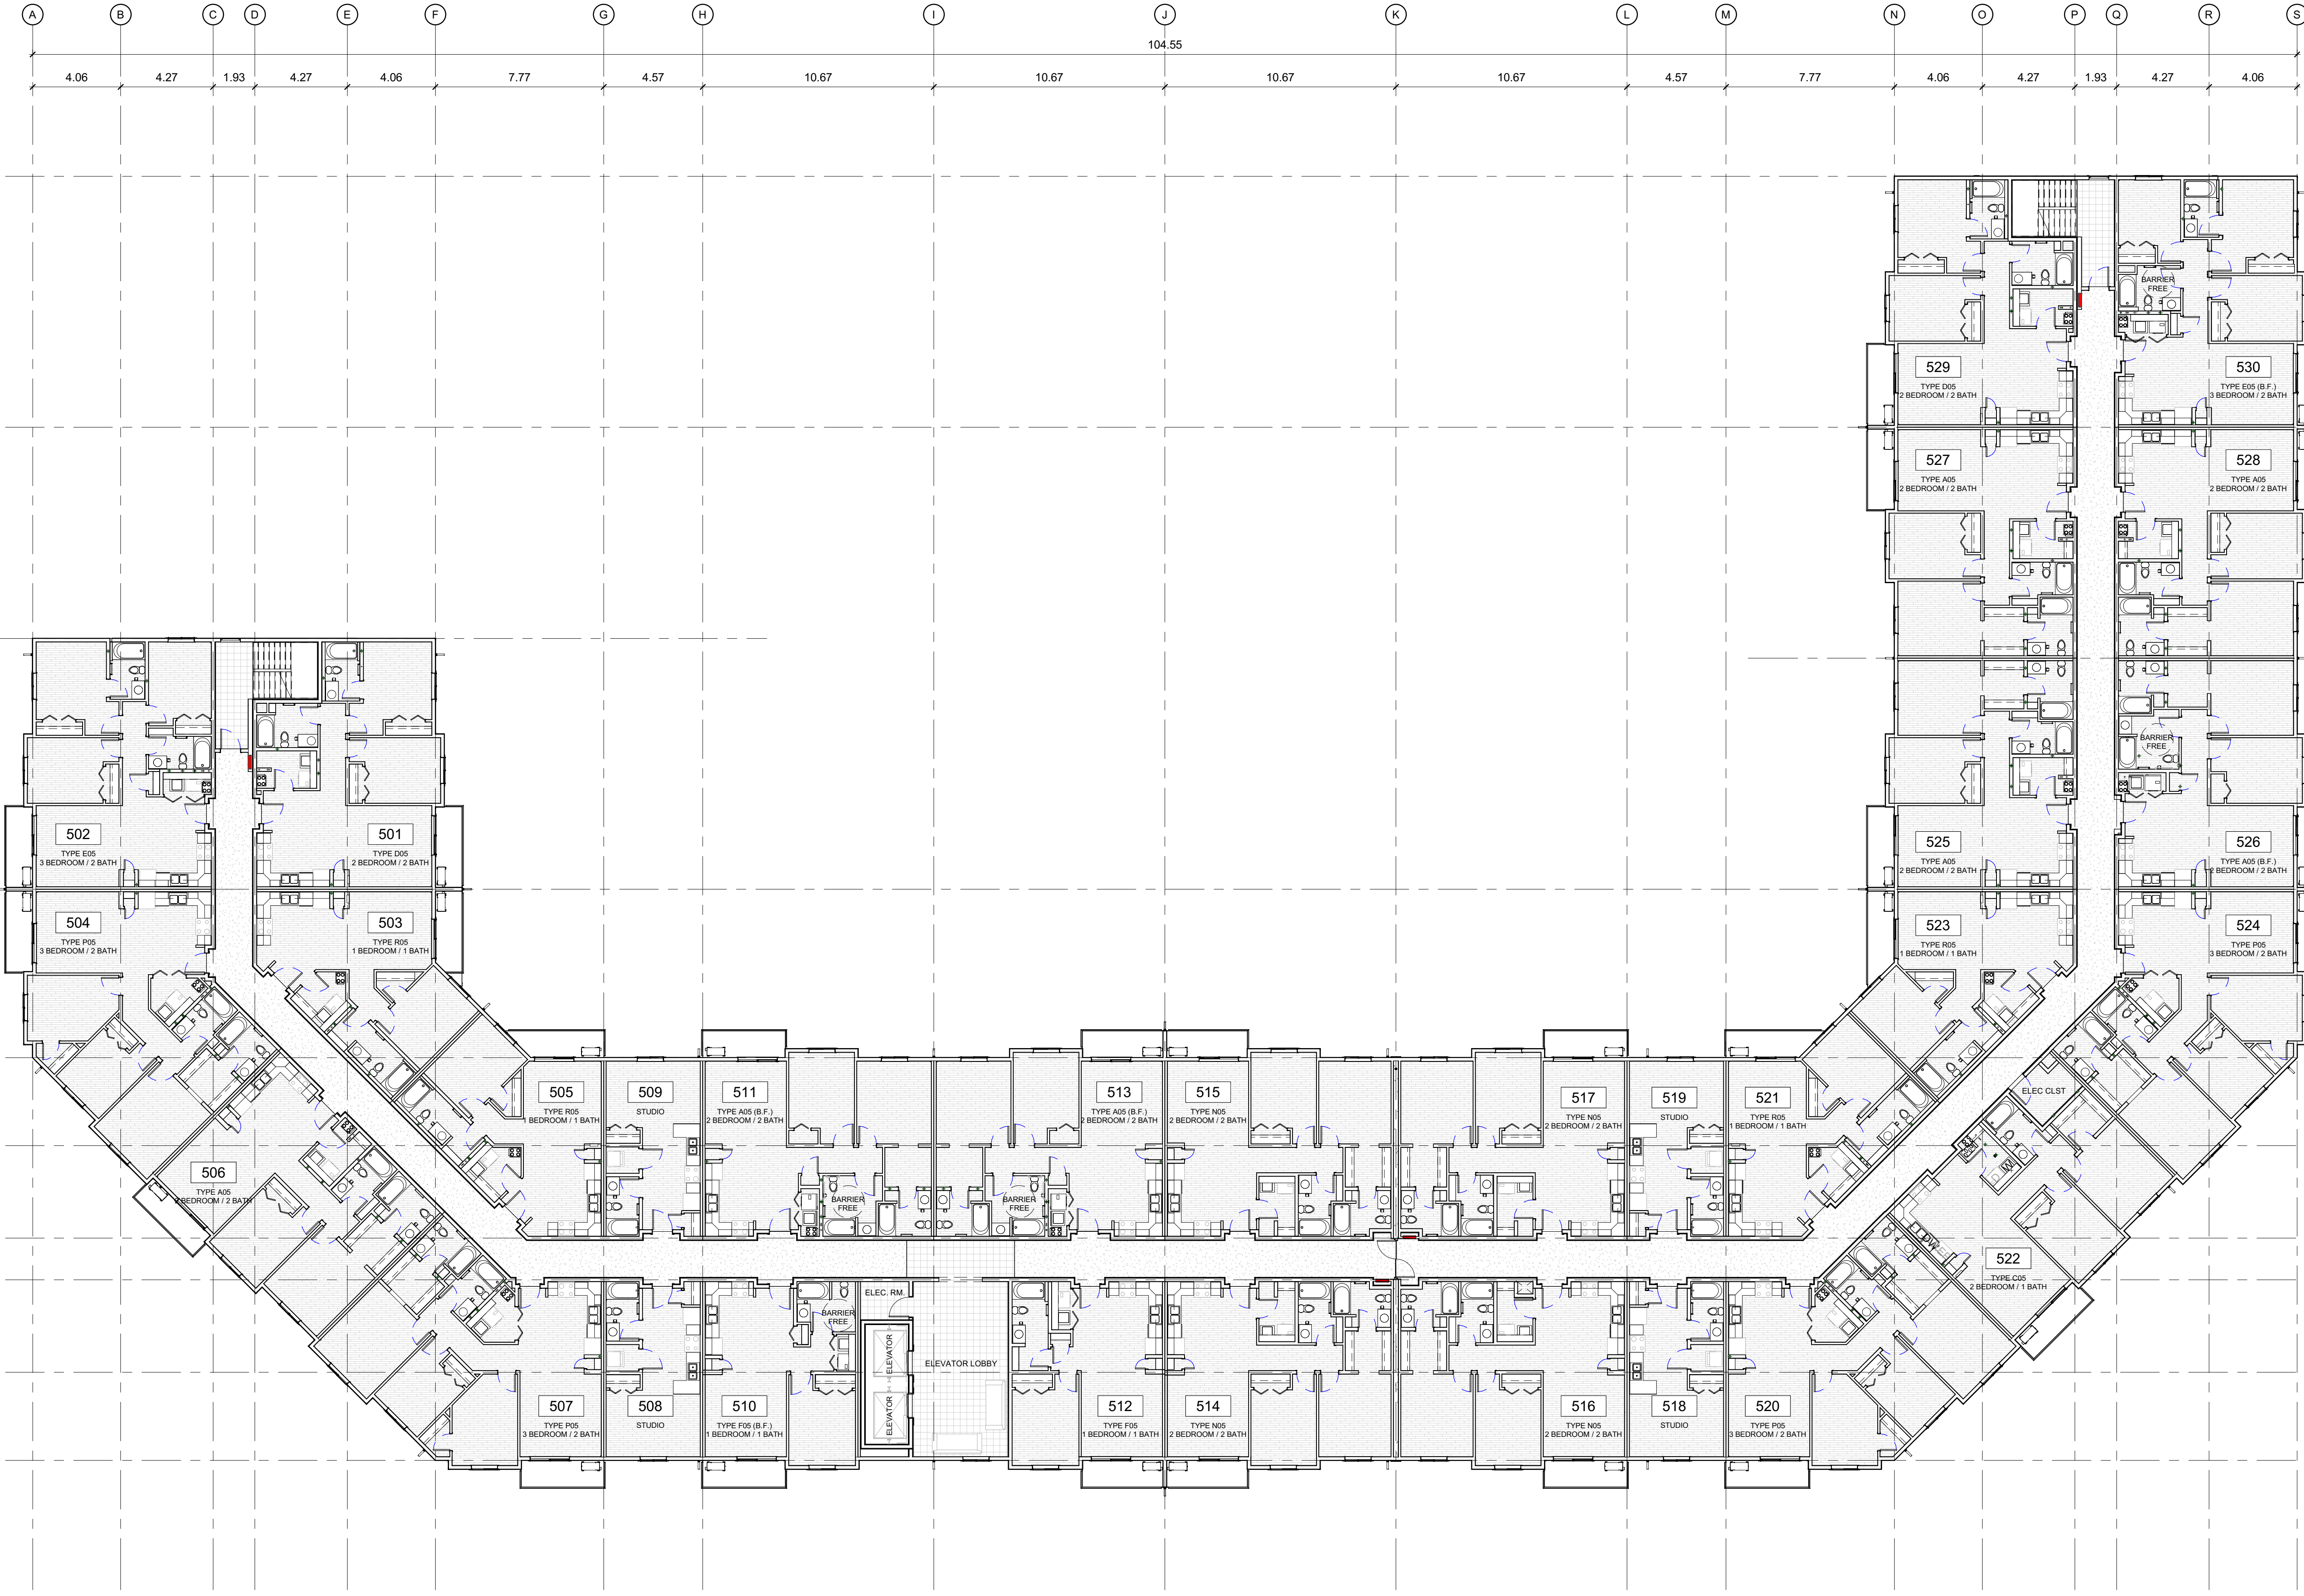 A B C D E F G H I J K L M N O P Q R S
104.55
4.06 4.27 1.93 4.27 4.06 7.77 4.57 10.67 10.67 10.67 10.67 4.57 7.77 4.06 4.27 1.93 4.27 4.06
BARRIER
FREE
529
TYPE D05
2 BEDROOM / 2 BATH
530
TYPE E05 (B.F.)
3 BEDROOM / 2 BATH
527
TYPE A05
2 BEDROOM / 2 BATH
528
TYPE A05
2 BEDROOM / 2 BATH
BARRIER
FREE
502
TYPE E05
3 BEDROOM / 2 BATH
501
TYPE D05
2 BEDROOM / 2 BATH
525
TYPE A05
2 BEDROOM / 2 BATH
526
TYPE A05 (B.F.)
2 BEDROOM / 2 BATH
504
TYPE P05
3 BEDROOM / 2 BATH
503
TYPE R05
1 BEDROOM / 1 BATH
523
TYPE R05
1 BEDROOM / 1 BATH
524
TYPE P05
3 BEDROOM / 2 BATH
ELEC CLST
505
TYPE R05
1 BEDROOM / 1 BATH
509
STUDIO
511
TYPE A05 (B.F.)
2 BEDROOM / 2 BATH
513
TYPE A05 (B.F.)
2 BEDROOM / 2 BATH
515
TYPE N05
2 BEDROOM / 2 BATH
517
TYPE N05
2 BEDROOM / 2 BATH
519
STUDIO
521
TYPE R05
1 BEDROOM / 1 BATH
506
TYPE A05
2 BEDROOM / 2 BATH
BARRIER
FREE
BARRIER
FREE
522
TYPE C05
2 BEDROOM / 1 BATH
ELEC. RM.
BARRIER
FREE
ELEVATOR
ELEVATOR
ELEVATOR LOBBY
507
TYPE P05
3 BEDROOM / 2 BATH
508
STUDIO
510
TYPE F05 (B.F.)
1 BEDROOM / 1 BATH
512
TYPE F05
1 BEDROOM / 1 BATH
514
TYPE N05
2 BEDROOM / 2 BATH
516
TYPE N05
2 BEDROOM / 2 BATH
518
STUDIO
520
TYPE P05
3 BEDROOM / 2 BATH